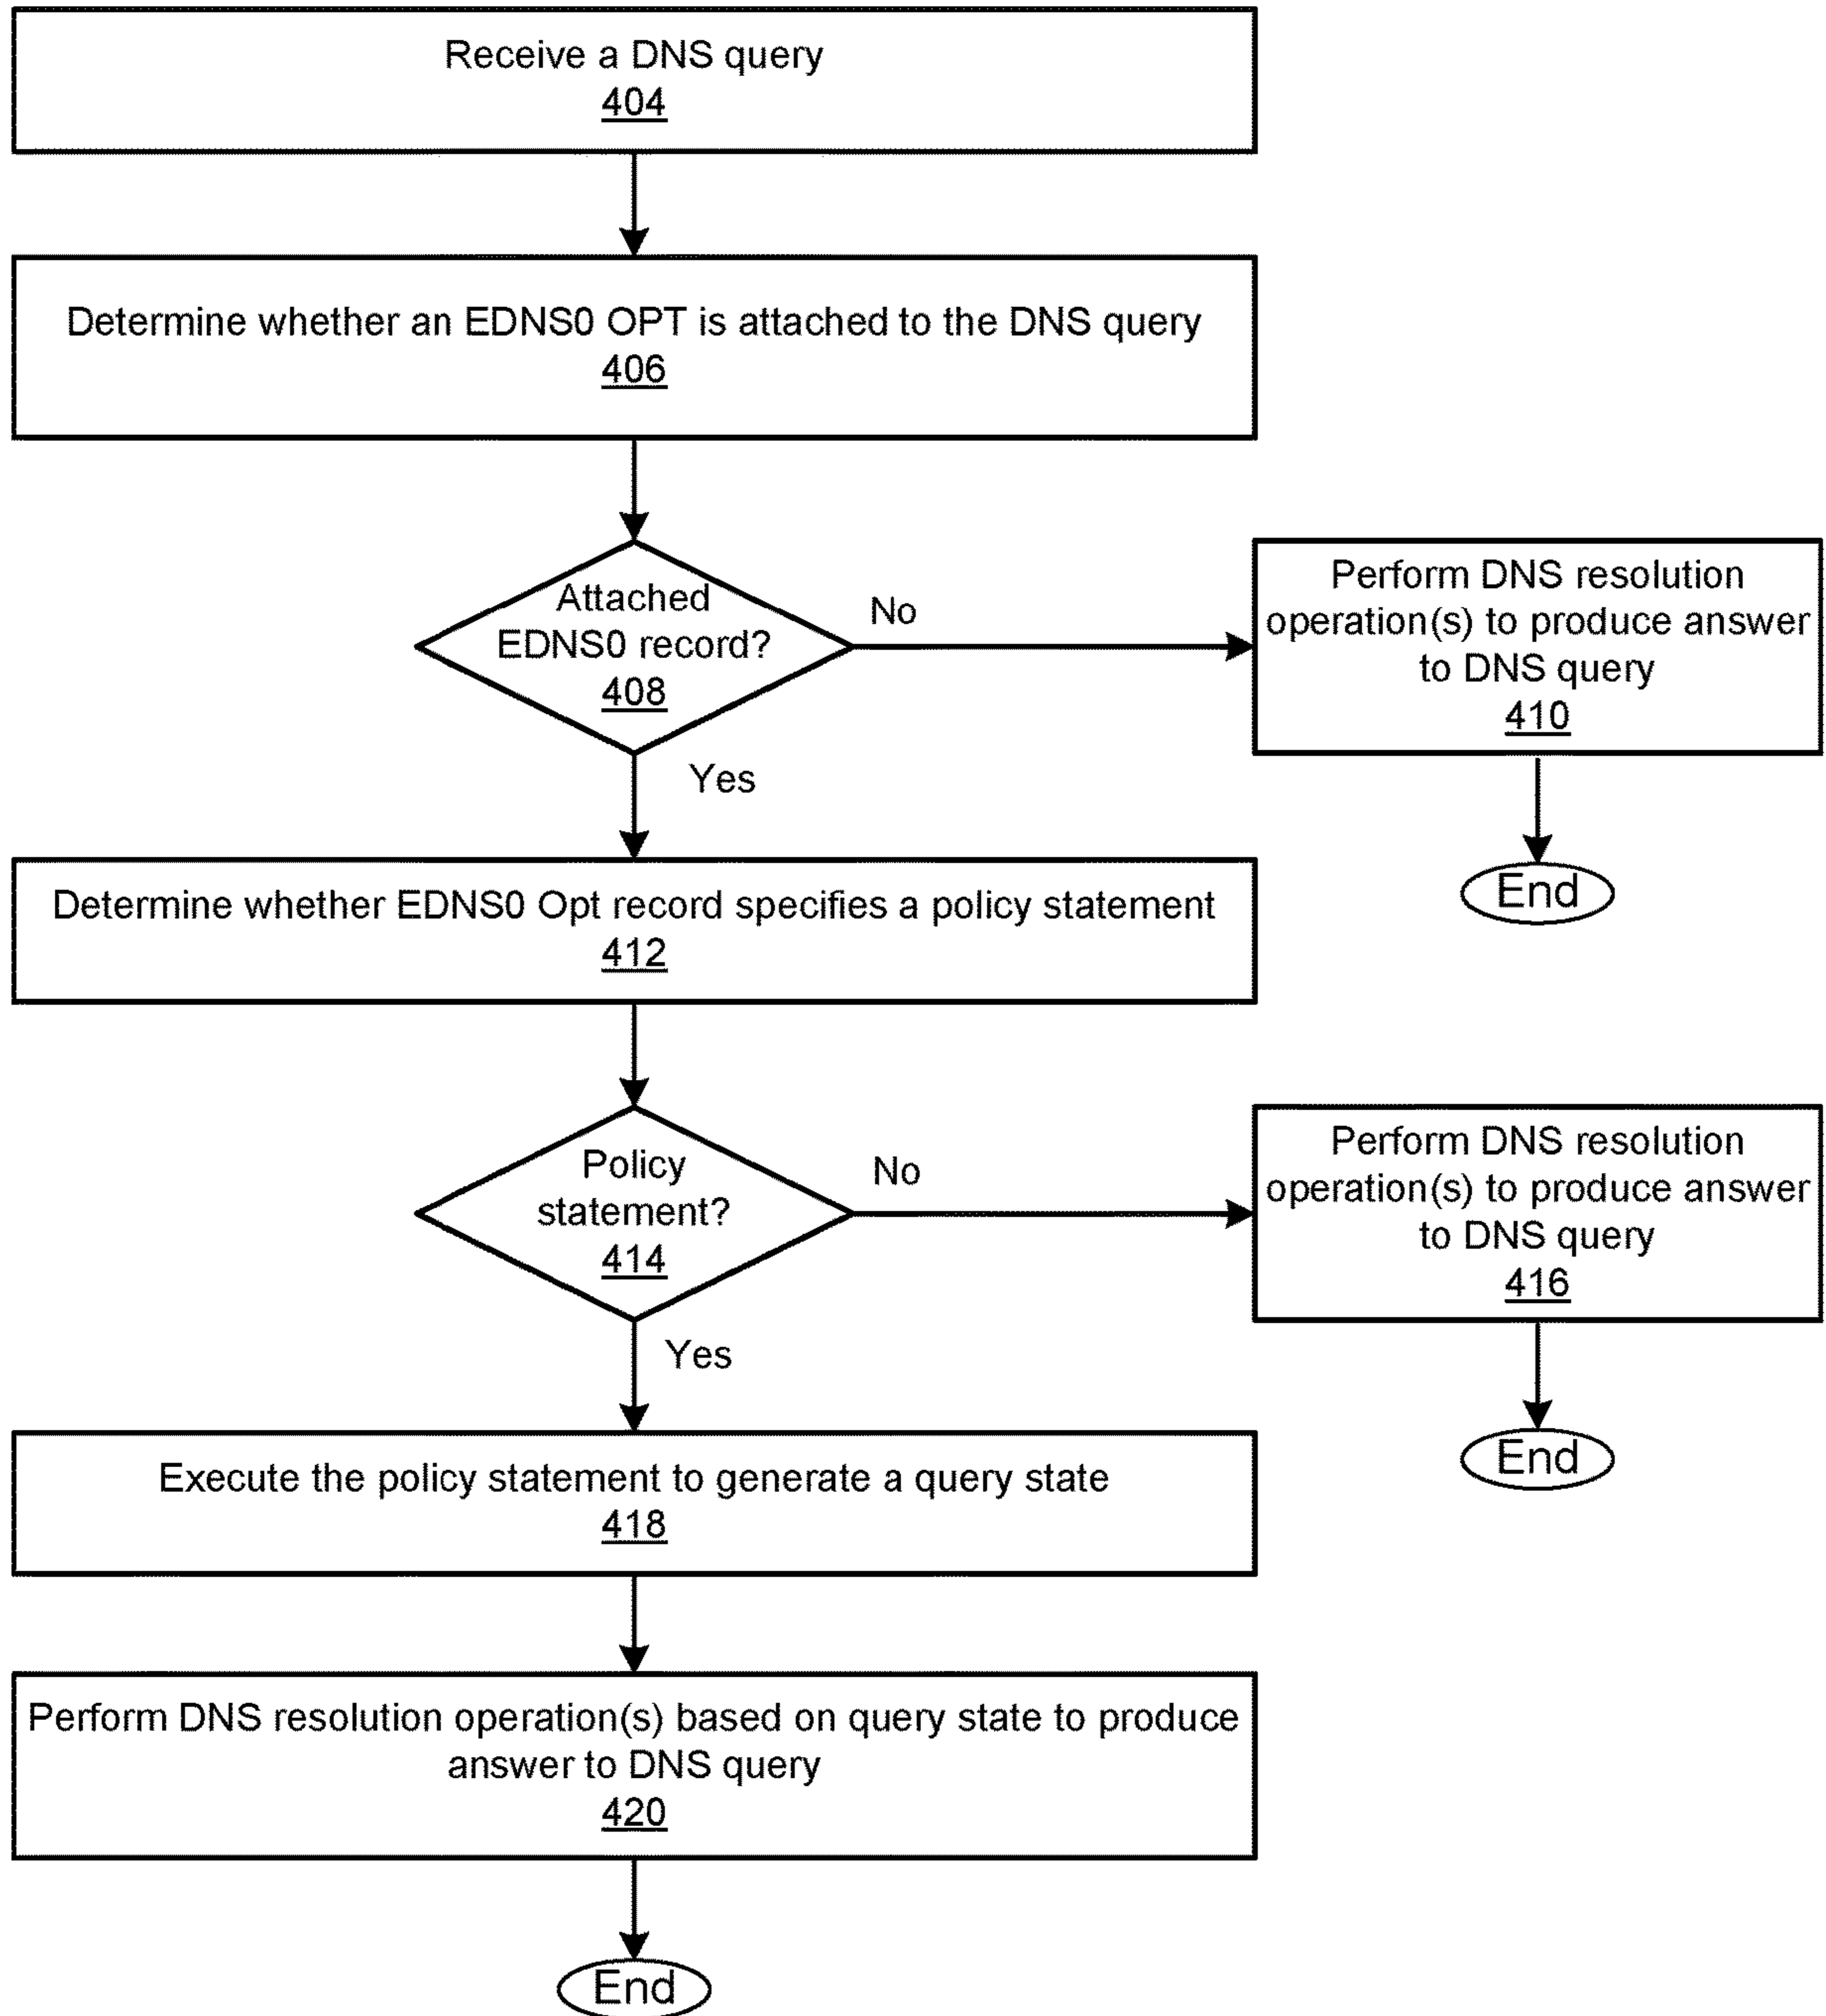 Receive a DNS query
404
Determine whether an EDNS0 OPT is attached to the DNS query
406
Attached
EDNS0 record?
408
No
Perform DNS resolution
operation(s) to produce answer
to DNS query
410
End
Yes
Determine whether EDNS0 Opt record specifies a policy statement
412
Policy
statement?
414
No
Perform DNS resolution
operation(s) to produce answer
to DNS query
416
End
Yes
Execute the policy statement to generate a query state
418
Perform DNS resolution operation(s) based on query state to produce
answer to DNS query
420
End